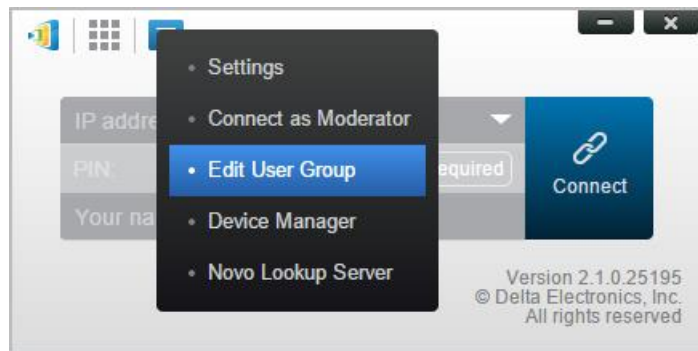 Settings
IP addre
Connect as Moderator
PIN:
Edit User Group
equired
Connect
Your na
Device Manager
Novo Lookup Server
Version 2.1.0.25195
© Delta Electronics, Inc.
All rights reserved